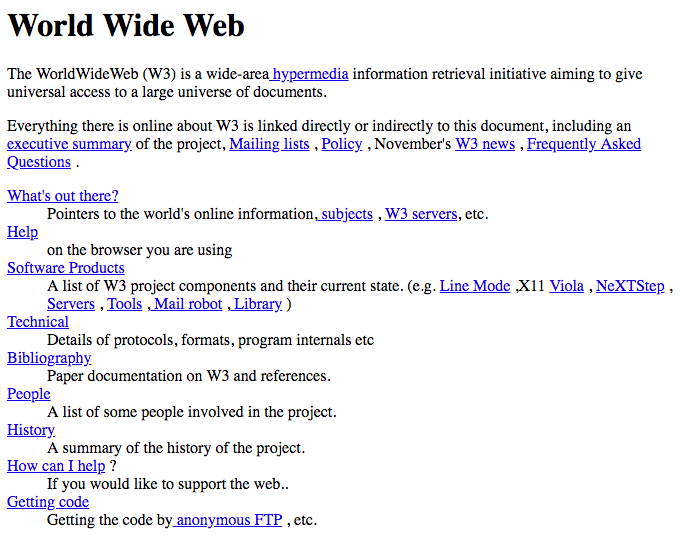 World Wide Web
The WorldWideWeb (W3) is a wide-area hypermedia information retrieval initiative aiming to give
universal access to a large universe of documents.
Everything there is online about W3 is linked directly or indirectly to this document, including an
executive summary of the project, Mailing lists , Policy , November's W3 news , Frequently Asked
Questions .
What's out there?
Pointers to the world's online information, subjects , W3 servers, etc.
Help
on the browser you are using
Software Products
A list of W3 project components and their current state. (e.g. Line Mode ,X11 Viola , NeXTStep ,
Servers , Tools , Mail robot , Library )
Technical
Details of protocols, formats, program internals etc
Bibliography
Paper documentation on W3 and references.
People
A list of some people involved in the project.
History
A summary of the history of the project.
How can I help ?
If you would like to support the web..
Getting code
Getting the code by anonymous FTP , etc.